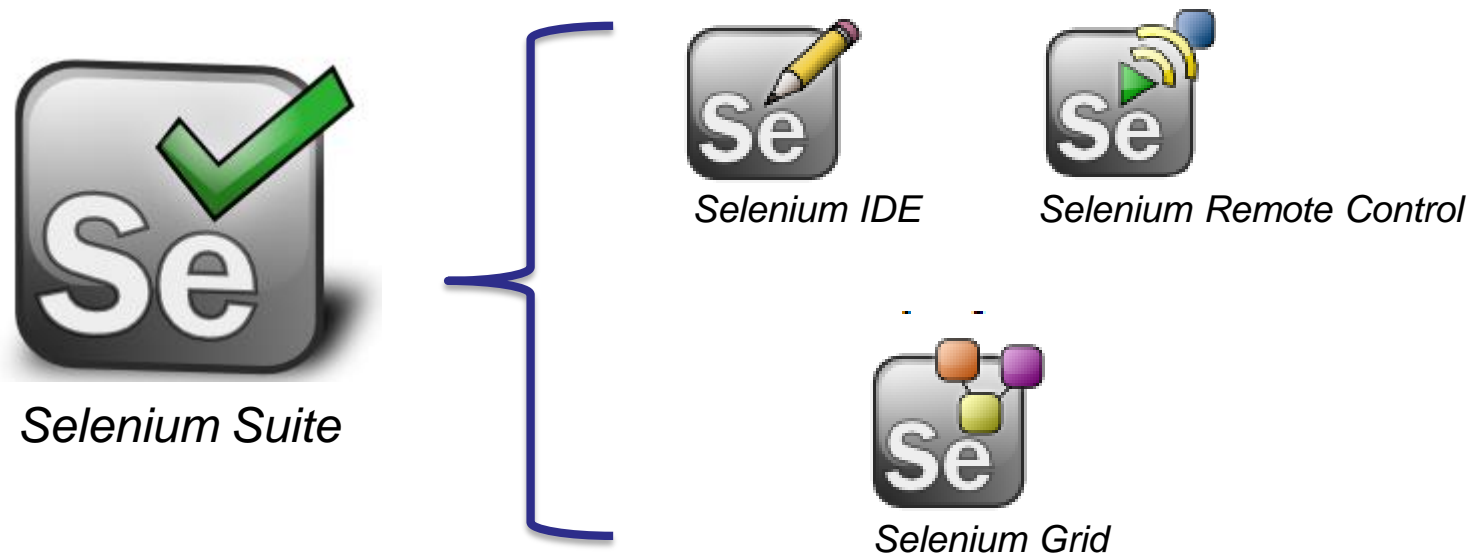 Se
Selenium Suite
Se
Selenium IDE
Se
Selenium Remote Control
Se
Selenium Grid